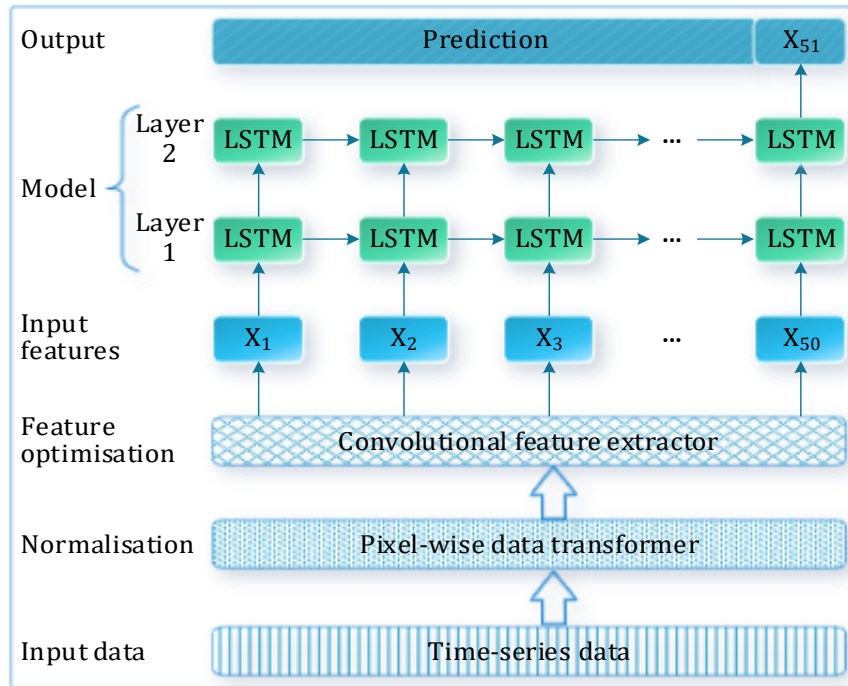 Output Prediction X₅₁
Layer 2 LSTM LSTM LSTM ... LSTM
Model
Layer 1 LSTM LSTM LSTM ... LSTM
Input features X₁ X₂ X₃ ... X₅₀
Feature optimisation Convolutional feature extractor
Normalisation Pixel-wise data transformer
Input data Time-series data